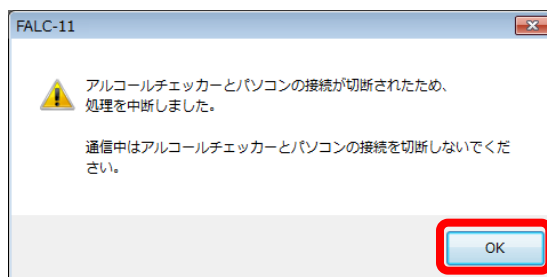 FALC-11
アルコールチェッカーとパソコンの接続が切断されたため、
処理を中断しました。
通信中はアルコールチェッカーとパソコンの接続を切断しないでくだ
さい。
OK